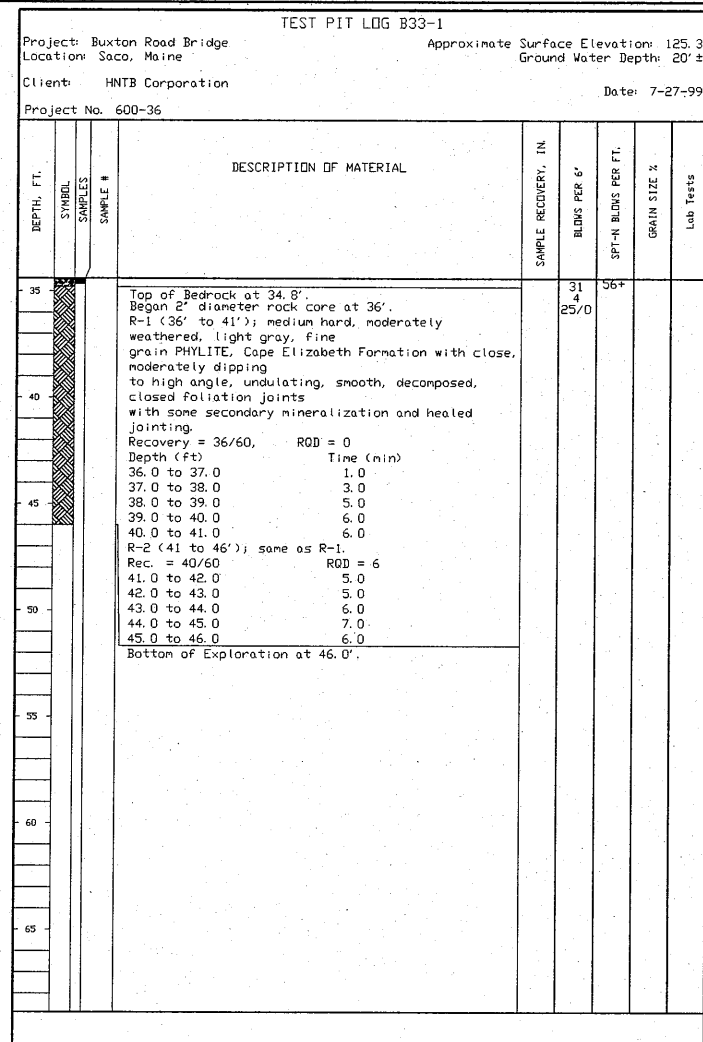 TEST PIT LOG B33-1
Project: Buxton Road Bridge Approximate Surface Elevation: 125.3
Location: Saco, Maine Ground Water Depth: 20'±
Client: HNTB Corporation
Date: 7-27-99
Project No. 600-36
DEPTH, FT.
SYMBOL
SAMPLES
SAMPLE #
DESCRIPTION OF MATERIAL
SAMPLE RECOVERY, IN.
BLOWS PER 6"
SPT-N BLOWS PER FT.
GRAIN SIZE %
Lab Tests
35
Top of Bedrock at 34.8'.
31
56+
Began 2" diameter rock core at 36'.
4
25/0
R-1 (36' to 41'); medium hard, moderately
weathered, light gray, fine
grain PHYLITE, Cape Elizabeth Formation with close,
moderately dipping
to high angle, undulating, smooth, decomposed,
40
closed foliation joints
with some secondary mineralization and healed
jointing.
Recovery = 36/60, RQD = 0
Depth (ft) Time (min)
36.0 to 37.0 1.0
37.0 to 38.0 3.0
45
38.0 to 39.0 5.0
39.0 to 40.0 6.0
40.0 to 41.0 6.0
R-2 (41 to 46'); same as R-1.
Rec. = 40/60 RQD = 6
41.0 to 42.0 5.0
42.0 to 43.0 5.0
50
43.0 to 44.0 6.0
44.0 to 45.0 7.0
45.0 to 46.0 6.0
Bottom of Exploration at 46.0'.
55
60
65